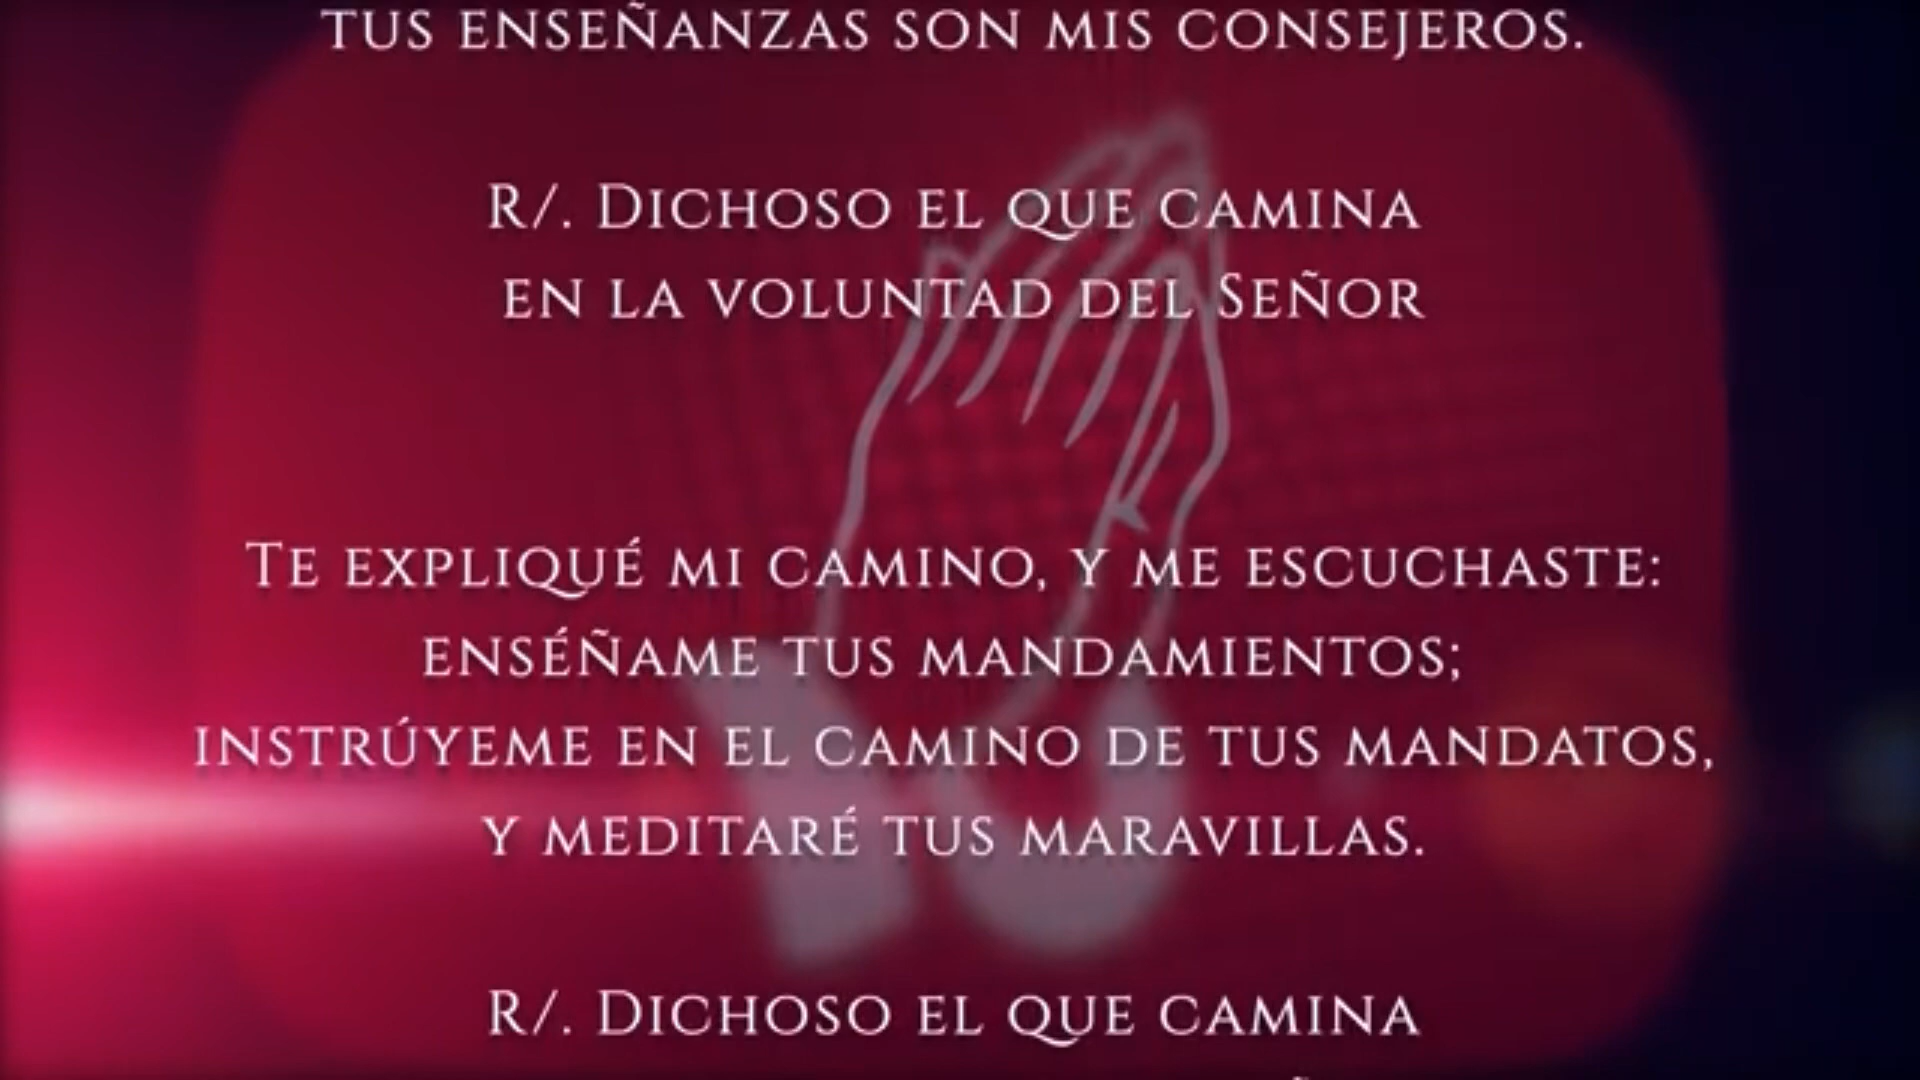 TUS ENSEÑANZAS SON MIS CONSEJEROS.
R/. DICHOSO EL QUE CAMINA
EN LA VOLUNTAD DEL SEÑOR
TE EXPLIQUÉ MI CAMINO, Y ME ESCUCHASTE:
ENSÉÑAME TUS MANDAMIENTOS;
INSTRÚYEME EN EL CAMINO DE TUS MANDATOS,
Y MEDITARÉ TUS MARAVILLAS.
R/. DICHOSO EL QUE CAMINA